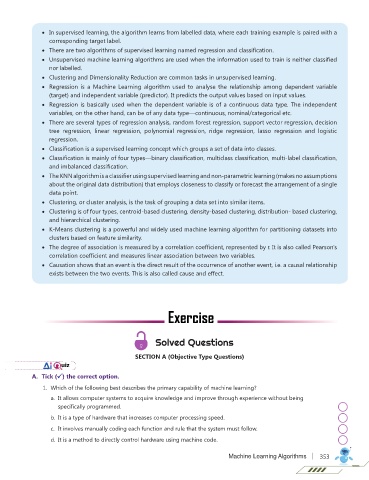 • In supervised learning, the algorithm learns from labelled data, where each training example is paired with a
corresponding target label.
• There are two algorithms of supervised learning named regression and classification.
• Unsupervised machine learning algorithms are used when the information used to train is neither classified
nor labelled.
• Clustering and Dimensionality Reduction are common tasks in unsupervised learning.
• Regression is a Machine Learning algorithm used to analyse the relationship among dependent variable
(target) and independent variable (predictor). It predicts the output values based on input values.
• Regression is basically used when the dependent variable is of a continuous data type. The independent
variables, on the other hand, can be of any data type—continuous, nominal/categorical etc.
• There are several types of regression analysis, random forest regression, support vector regression, decision
tree regression, linear regression, polynomial regression, ridge regression, lasso regression and logistic
regression.
• Classification is a supervised learning concept which groups a set of data into classes.
• Classification is mainly of four types—binary classification, multiclass classification, multi-label classification,
and imbalanced classification.
• The KNN algorithm is a classifier using supervised learning and non-parametric learning (makes no assumptions
about the original data distribution) that employs closeness to classify or forecast the arrangement of a single
data point.
• Clustering, or cluster analysis, is the task of grouping a data set into similar items.
• Clustering is of four types, centroid-based clustering, density-based clustering, distribution-based clustering,
and hierarchical clustering.
• K-Means clustering is a powerful and widely used machine learning algorithm for partitioning datasets into
clusters based on feature similarity.
• The degree of association is measured by a correlation coefficient, represented by r. It is also called Pearson's
correlation coefficient and measures linear association between two variables.
• Causation shows that an event is the direct result of the occurrence of another event, i.e. a causal relationship
exists between the two events. This is also called cause and effect.
Exercise
Solved Questions
SECTION A (Objective Type Questions)
AI Quiz
A. Tick (✓) the correct option.
1. Which of the following best describes the primary capability of machine learning?
a. It allows computer systems to acquire knowledge and improve through experience without being
specifically programmed.
b. It is a type of hardware that increases computer processing speed.
c. It involves manually coding each function and rule that the system must follow.
d. It is a method to directly control hardware using machine code.
Machine Learning Algorithms | 353